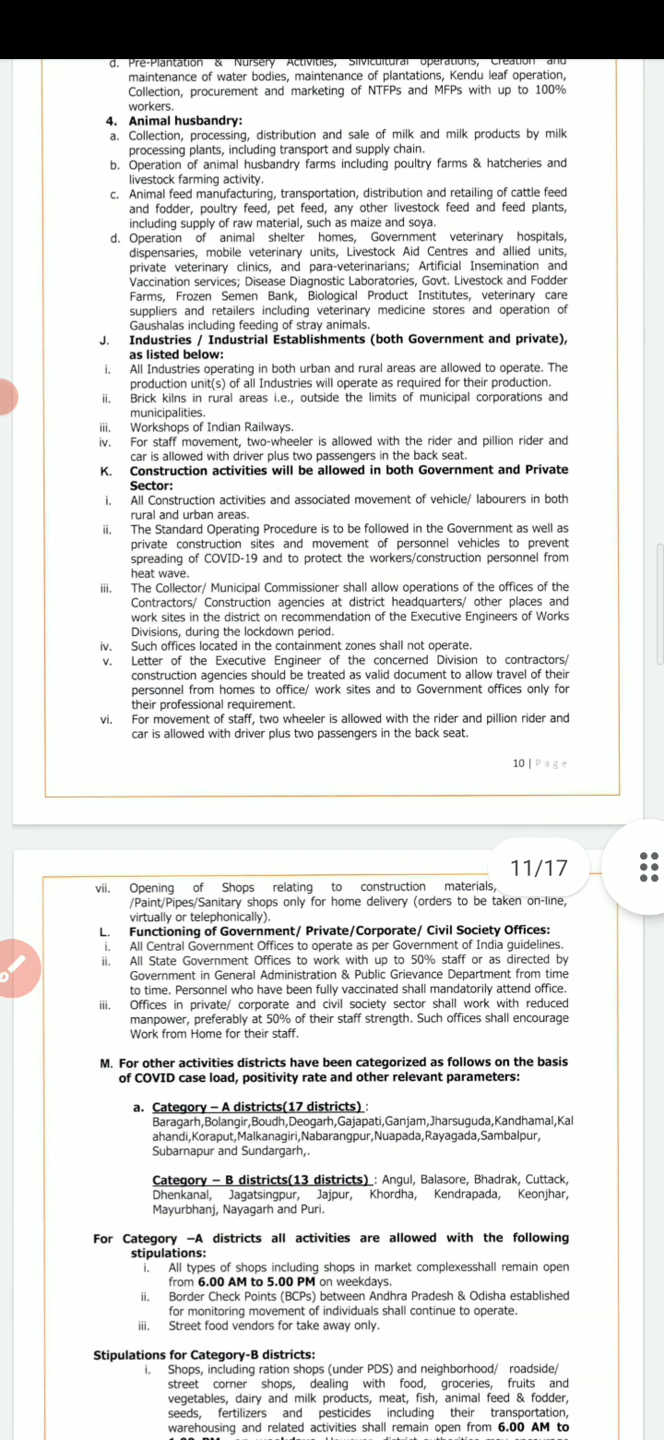 d. Pre-Plantation & Nursery Activities, Silvicultural operations, Creation and
maintenance of water bodies, maintenance of plantations, Kendu leaf operation,
Collection, procurement and marketing of NTFPs and MFPs with up to 100%
workers.
4. Animal husbandry:
a. Collection, processing, distribution and sale of milk and milk products by milk
processing plants, including transport and supply chain.
b. Operation of animal husbandry farms including poultry farms & hatcheries and
livestock farming activity.
c. Animal feed manufacturing, transportation, distribution and retailing of cattle feed
and fodder, poultry feed, pet feed, any other livestock feed and feed plants,
including supply of raw material, such as maize and soya.
d. Operation of animal shelter homes, Government veterinary hospitals,
dispensaries, mobile veterinary units, Livestock Aid Centres and allied units,
private veterinary clinics, and para-veterinarians; Artificial Insemination and
Vaccination services; Disease Diagnostic Laboratories, Govt. Livestock and Fodder
Farms, Frozen Semen Bank, Biological Product Institutes, veterinary care
suppliers and retailers including veterinary medicine stores and operation of
Gaushalas including feeding of stray animals.
J. Industries / Industrial Establishments (both Government and private),
as listed below:
i. All Industries operating in both urban and rural areas are allowed to operate. The
production unit(s) of all Industries will operate as required for their production.
ii. Brick kilns in rural areas i.e., outside the limits of municipal corporations and
municipalities.
iii. Workshops of Indian Railways.
iv. For staff movement, two-wheeler is allowed with the rider and pillion rider and
car is allowed with driver plus two passengers in the back seat.
K. Construction activities will be allowed in both Government and Private
Sector:
i. All Construction activities and associated movement of vehicle/ labourers in both
rural and urban areas.
ii. The Standard Operating Procedure is to be followed in the Government as well as
private construction sites and movement of personnel vehicles to prevent
spreading of COVID-19 and to protect the workers/construction personnel from
heat wave.
iii. The Collector/ Municipal Commissioner shall allow operations of the offices of the
Contractors/ Construction agencies at district headquarters/ other places and
work sites in the district on recommendation of the Executive Engineers of Works
Divisions, during the lockdown period.
iv. Such offices located in the containment zones shall not operate.
v. Letter of the Executive Engineer of the concerned Division to contractors/
construction agencies should be treated as valid document to allow travel of their
personnel from homes to office/ work sites and to Government offices only for
their professional requirement.
vi. For movement of staff, two wheeler is allowed with the rider and pillion rider and
car is allowed with driver plus two passengers in the back seat.
10 | Page
11/17
vii. Opening of Shops relating to construction materials,
/Paint/Pipes/Sanitary shops only for home delivery (orders to be taken on-line,
virtually or telephonically).
L. Functioning of Government/ Private/Corporate/ Civil Society Offices:
i. All Central Government Offices to operate as per Government of India guidelines.
ii. All State Government Offices to work with up to 50% staff or as directed by
Government in General Administration & Public Grievance Department from time
to time. Personnel who have been fully vaccinated shall mandatorily attend office.
iii. Offices in private/ corporate and civil society sector shall work with reduced
manpower, preferably at 50% of their staff strength. Such offices shall encourage
Work from Home for their staff.
M. For other activities districts have been categorized as follows on the basis
of COVID case load, positivity rate and other relevant parameters:
a. Category – A districts(17 districts) :
Baragarh,Bolangir,Boudh,Deogarh,Gajapati,Ganjam,Jharsuguda,Kandhamal,Kal
ahandi,Koraput,Malkanagiri,Nabarangpur,Nuapada,Rayagada,Sambalpur,
Subarnapur and Sundargarh,.
Category – B districts(13 districts) : Angul, Balasore, Bhadrak, Cuttack,
Dhenkanal, Jagatsingpur, Jajpur, Khordha, Kendrapada, Keonjhar,
Mayurbhanj, Nayagarh and Puri.
For Category –A districts all activities are allowed with the following
stipulations:
i. All types of shops including shops in market complexesshall remain open
from 6.00 AM to 5.00 PM on weekdays.
ii. Border Check Points (BCPs) between Andhra Pradesh & Odisha established
for monitoring movement of individuals shall continue to operate.
iii. Street food vendors for take away only.
Stipulations for Category-B districts:
i. Shops, including ration shops (under PDS) and neighborhood/ roadside/
street corner shops, dealing with food, groceries, fruits and
vegetables, dairy and milk products, meat, fish, animal feed & fodder,
seeds, fertilizers and pesticides including their transportation,
warehousing and related activities shall remain open from 6.00 AM to